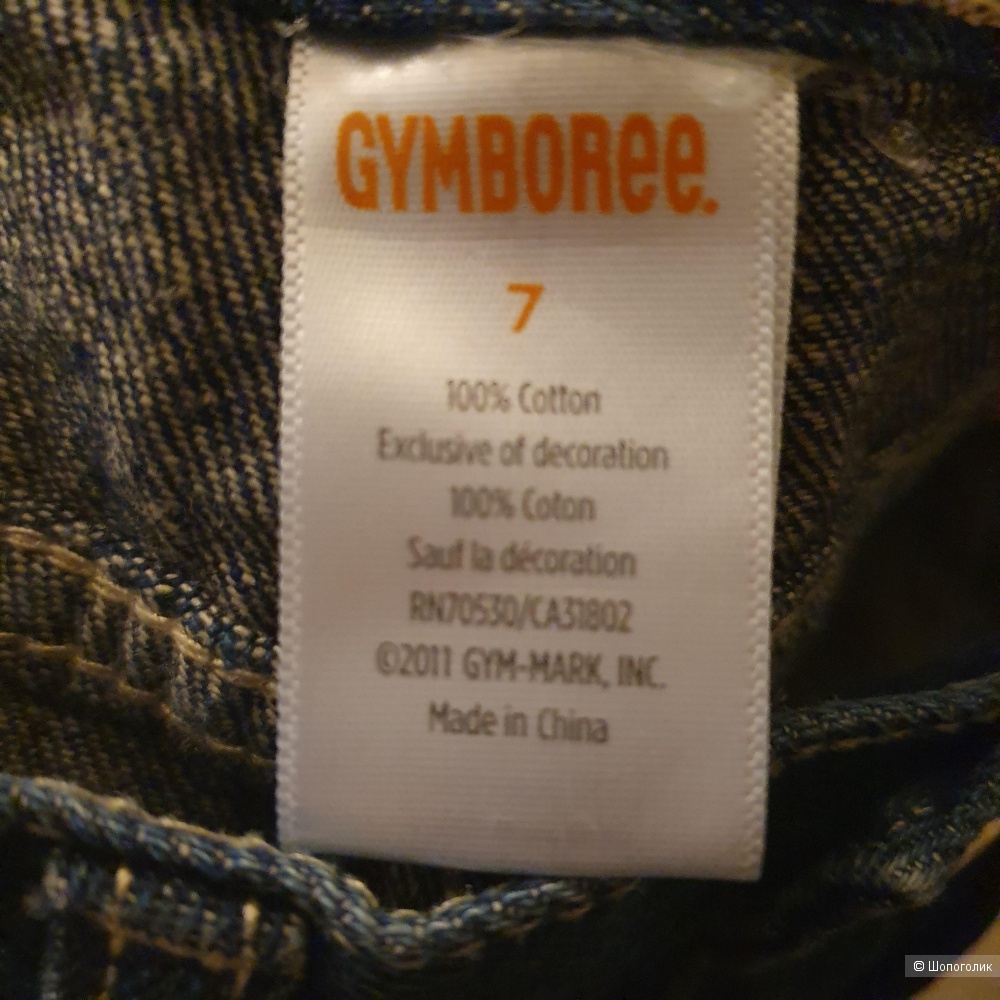 GYMBOREE.
7
100% Cotton
Exclusive of decoration
100% Coton
Sauf la décoration
RN70530/CA31802
©2011 GYM-MARK, INC.
Made in China
© Шопоголик